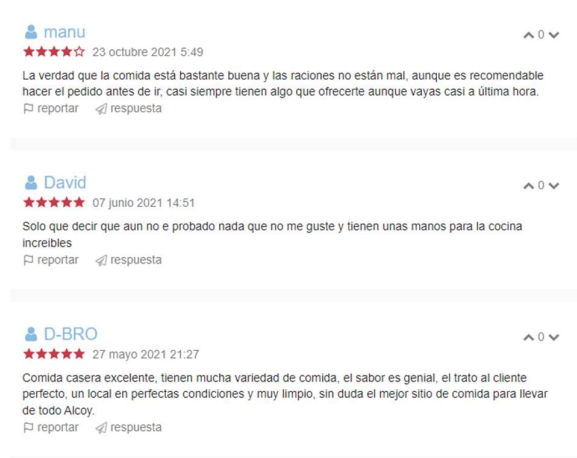 manu
0
23 octubre 2021 5:49
La verdad que la comida está bastante buena y las raciones no están mal, aunque es recomendable
hacer el pedido antes de ir, casi siempre tienen algo que ofrecerte aunque vayas casi a última hora.
reportar respuesta
David
0
07 junio 2021 14:51
Solo que decir que aun no e probado nada que no me guste y tienen unas manos para la cocina
increibles
reportar respuesta
D-BRO
0
27 mayo 2021 21:27
Comida casera excelente, tienen mucha variedad de comida, el sabor es genial, el trato al cliente
perfecto, un local en perfectas condiciones y muy limpio, sin duda el mejor sitio de comida para llevar
de todo Alcoy.
reportar respuesta